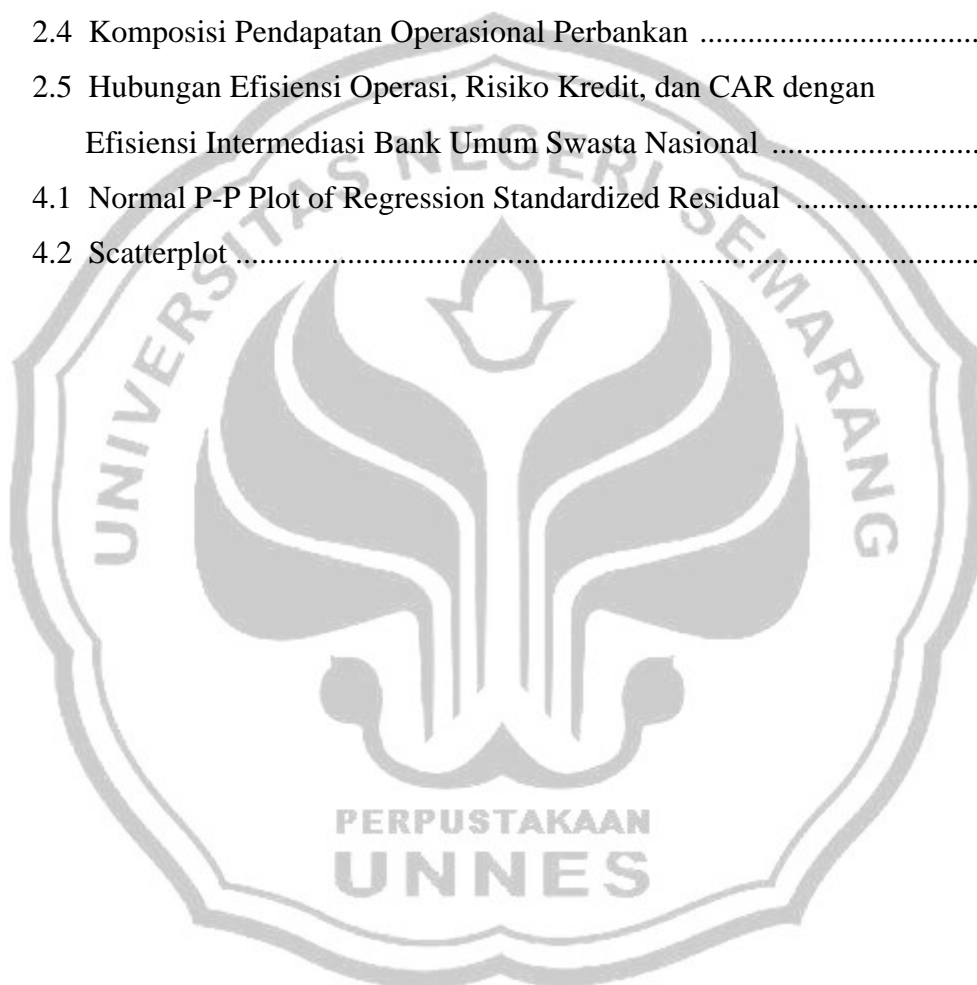 2.4 Komposisi Pendapatan Operasional Perbankan ..............................
2.5 Hubungan Efisiensi Operasi, Risiko Kredit, dan CAR dengan
Efisiensi Intermediasi Bank Umum Swasta Nasional ......................
4.1 Normal P-P Plot of Regression Standardized Residual ....................
4.2 Scatterplot ................................................................................
UNIVERSITAS NEGERI SEMARANG
PERPUSTAKAAN
UNNES